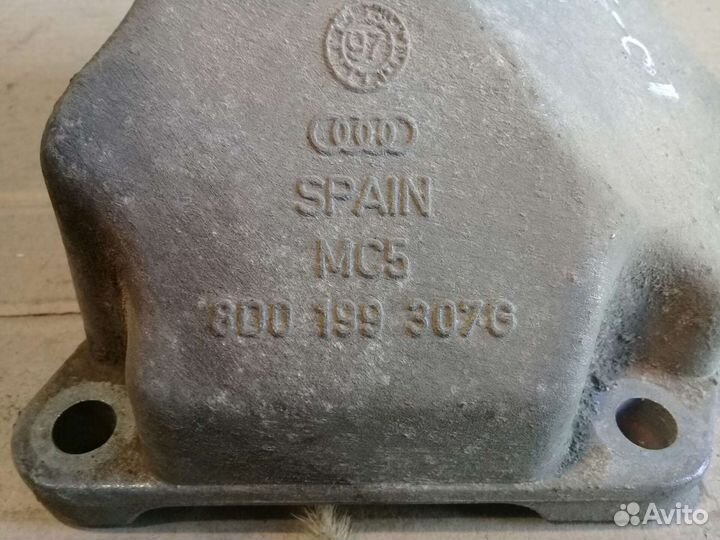 97
SPAIN
MC5
8D0 199 307G
Avito